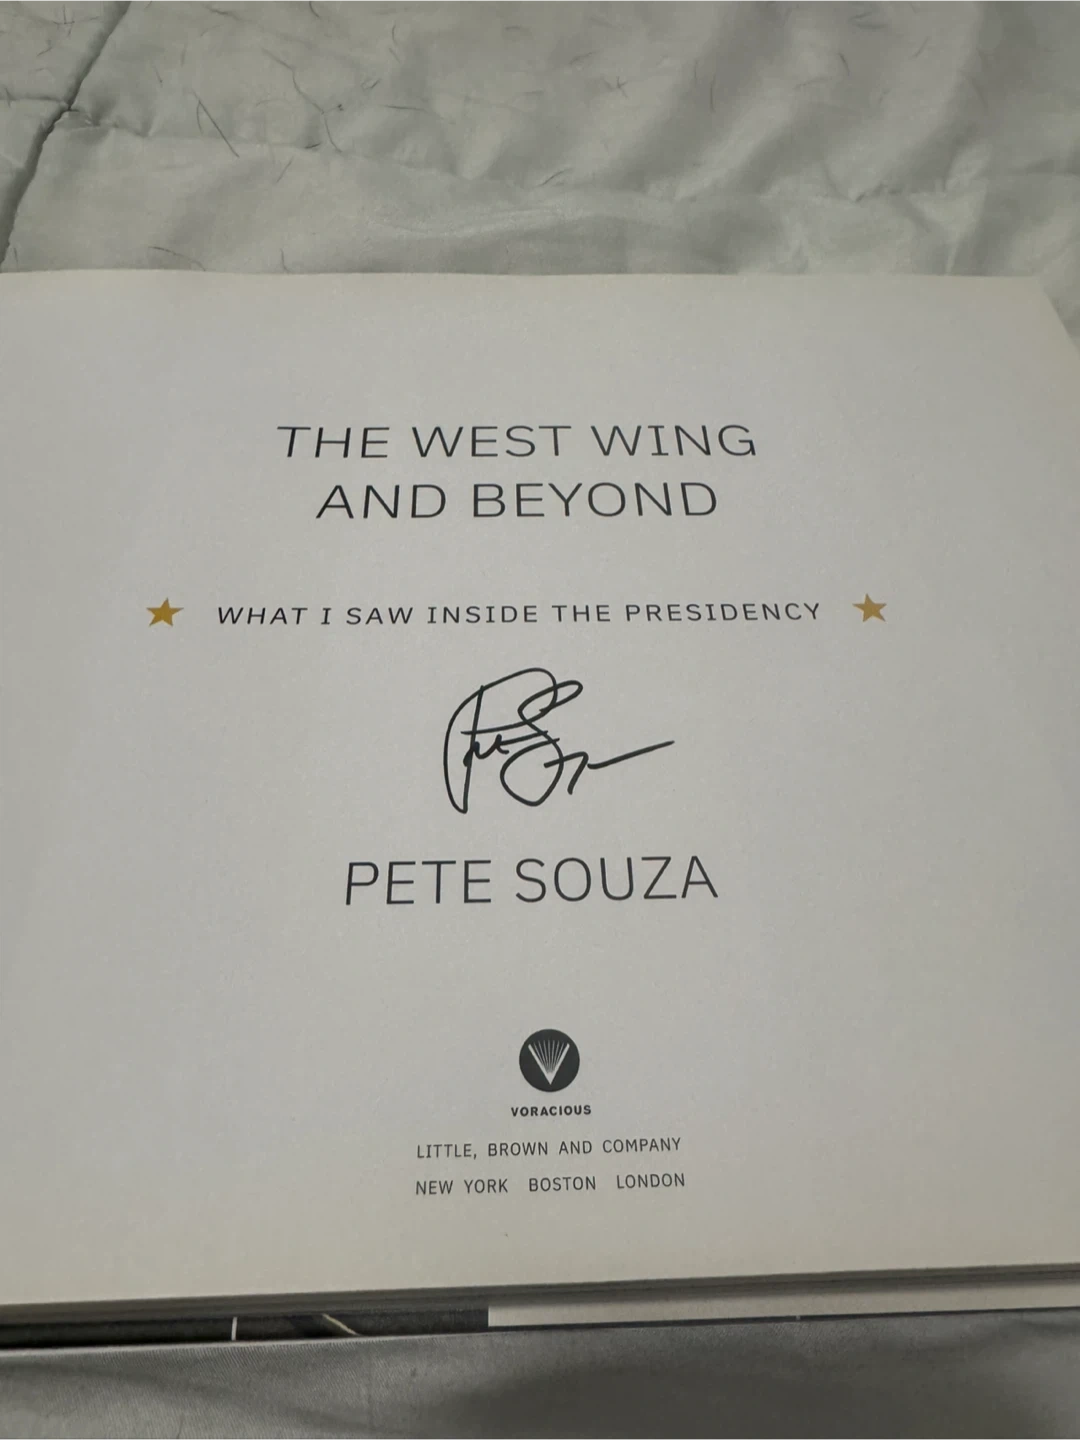 THE WEST WING
AND BEYOND
WHAT I SAW INSIDE THE PRESIDENCY
PETE SOUZA
VORACIOUS
LITTLE, BROWN AND COMPANY
NEW YORK BOSTON LONDON